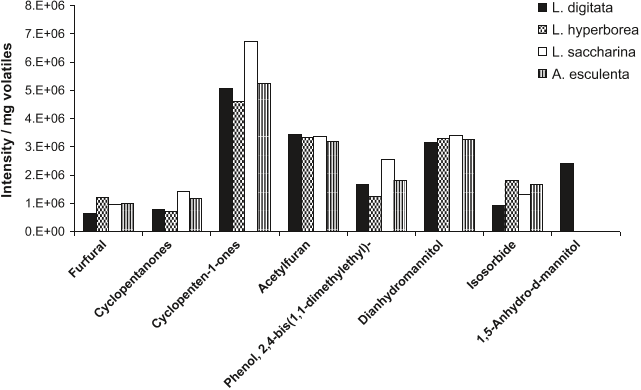 Intensity / mg volatiles
8.E+06
7.E+06
6.E+06
5.E+06
4.E+06
3.E+06
2.E+06
1.E+06
0.E+00
L. digitata
L. hyperborea
L. saccharina
A. esculenta
Furfural
Cyclopentanones
Cyclopenten-1-ones
Acetylfuran
Phenol, 2,4-bis(1,1-dimethylethyl)-
Dianhydromannitol
Isosorbide
1,5-Anhydro-d-mannitol